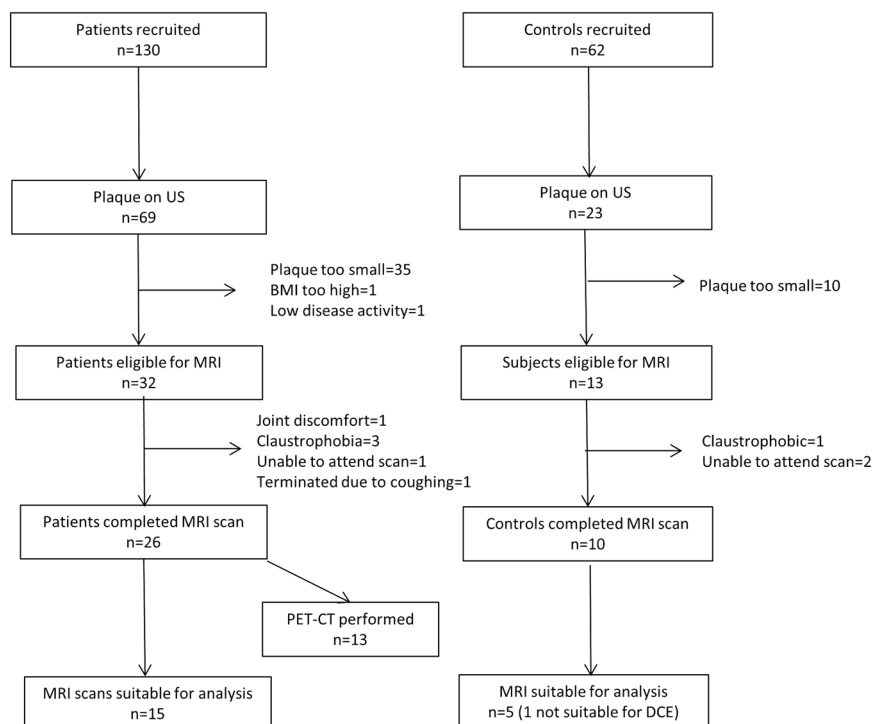 Patients recruited
n=130
Plaque on US
n=69
Plaque too small=35
BMI too high=1
Low disease activity=1
Patients eligible for MRI
n=32
Joint discomfort=1
Claustrophobia=3
Unable to attend scan=1
Terminated due to coughing=1
Patients completed MRI scan
n=26
PET-CT performed
n=13
MRI scans suitable for analysis
n=15
Controls recruited
n=62
Plaque on US
n=23
Plaque too small=10
Subjects eligible for MRI
n=13
Claustrophobic=1
Unable to attend scan=2
Controls completed MRI scan
n=10
MRI suitable for analysis
n=5 (1 not suitable for DCE)